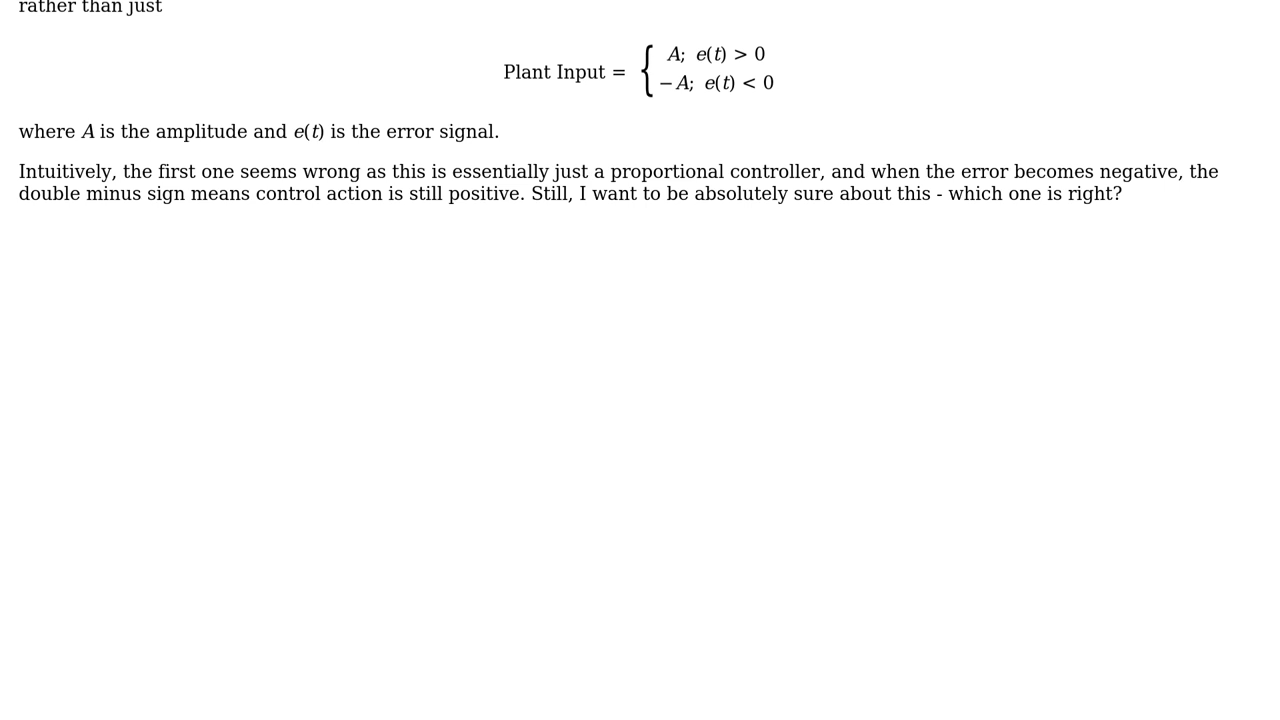 rather than just
Plant Input = { A; e(t) > 0
−A; e(t) < 0
where A is the amplitude and e(t) is the error signal.
Intuitively, the first one seems wrong as this is essentially just a proportional controller, and when the error becomes negative, the
double minus sign means control action is still positive. Still, I want to be absolutely sure about this - which one is right?